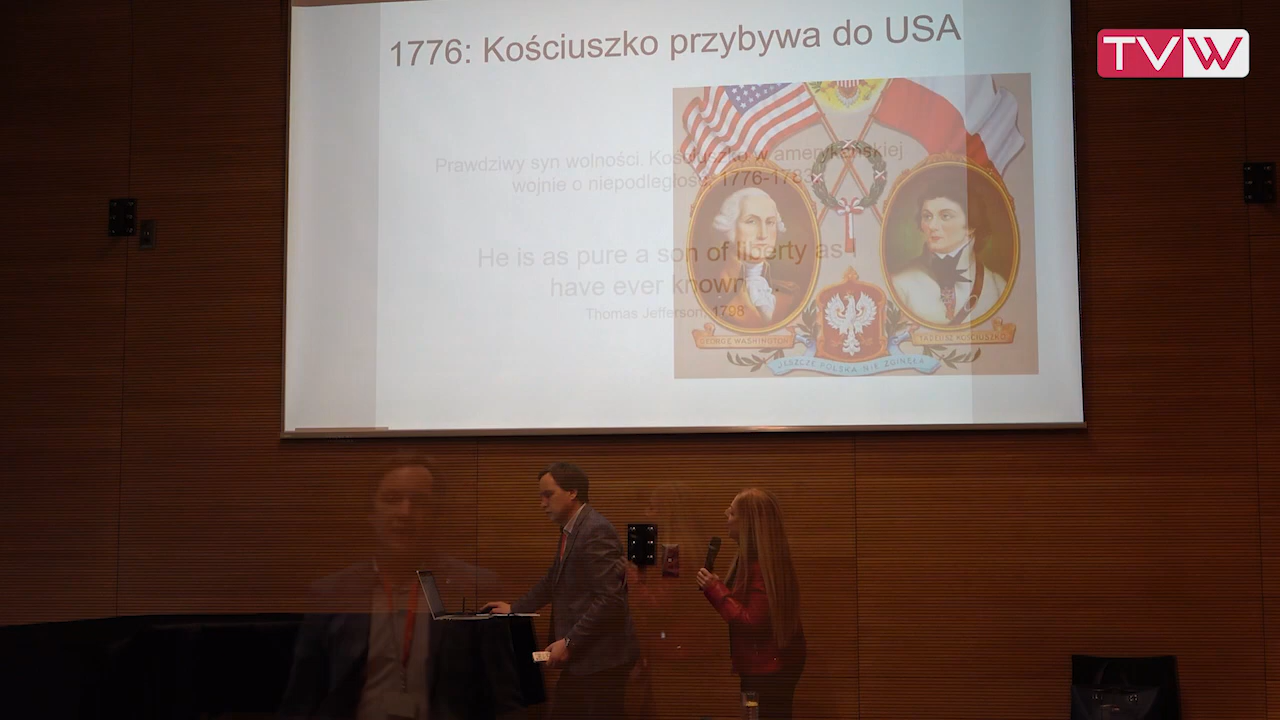 TVW
1776: Kościuszko przybywa do USA
Prawdziwy syn wolności. Kościuszko w amerykańskiej
wojnie o niepodległość, 1776-1783
He is as pure a son of liberty as I
have ever known...
Thomas Jefferson, 1798
GEORGE WASHINGTON
TADEUSZ KOŚCIUSZKO
JESZCZE POLSKA NIE ZGINĘŁA